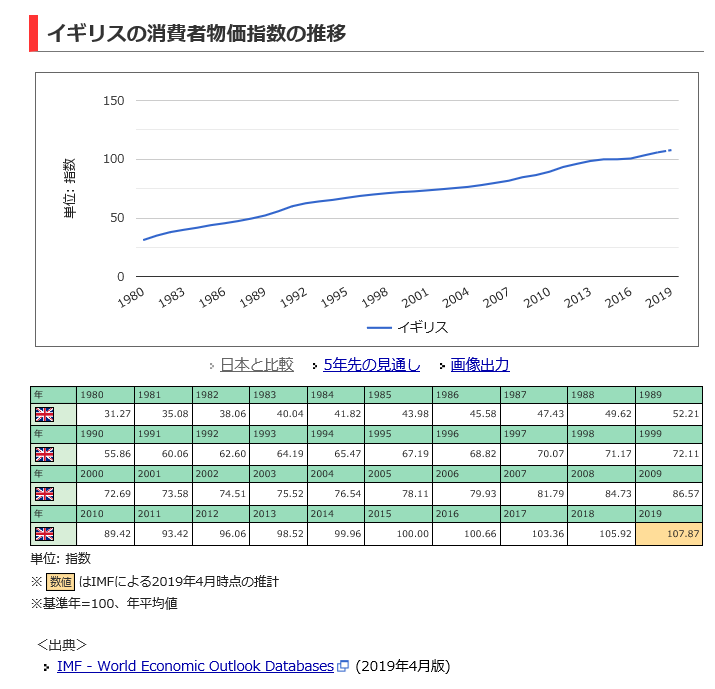 イギリスの消費者物価指数の推移
単位: 指数
150
100
50
0
1980 1983 1986 1989 1992 1995 1998 2001 2004 2007 2010 2013 2016 2019
イギリス
日本と比較 5年先の見通し 画像出力
年 1980 1981 1982 1983 1984 1985 1986 1987 1988 1989
31.27 35.08 38.06 40.04 41.82 43.98 45.58 47.43 49.62 52.21
年 1990 1991 1992 1993 1994 1995 1996 1997 1998 1999
55.86 60.06 62.60 64.19 65.47 67.19 68.82 70.07 71.17 72.11
年 2000 2001 2002 2003 2004 2005 2006 2007 2008 2009
72.69 73.58 74.51 75.52 76.54 78.11 79.93 81.79 84.73 86.57
年 2010 2011 2012 2013 2014 2015 2016 2017 2018 2019
89.42 93.42 96.06 98.52 99.96 100.00 100.66 103.36 105.92 107.87
単位: 指数
※ 数値 はIMFによる2019年4月時点の推計
※基準年=100、年平均値
＜出典＞
IMF - World Economic Outlook Databases (2019年4月版)